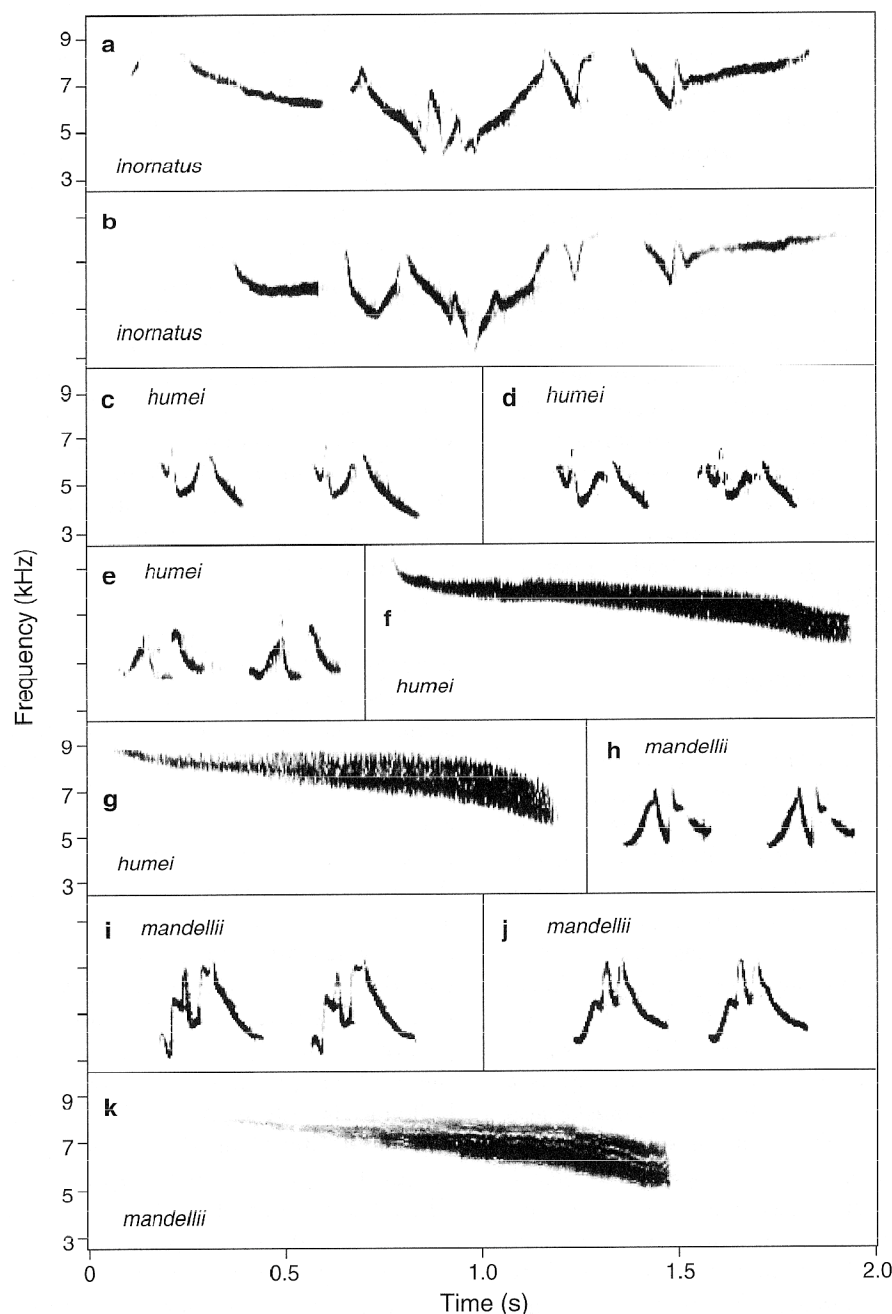 9
a
7
5
3
inornatus
b
inornatus
9
c humei
d humei
7
5
3
Frequency (kHz)
e humei
f
humei
9
g
7
5
3
humei
h mandellii
i mandellii
j mandellii
9
k
7
5
3
mandellii
0 0.5 1.0 1.5 2.0
Time (s)